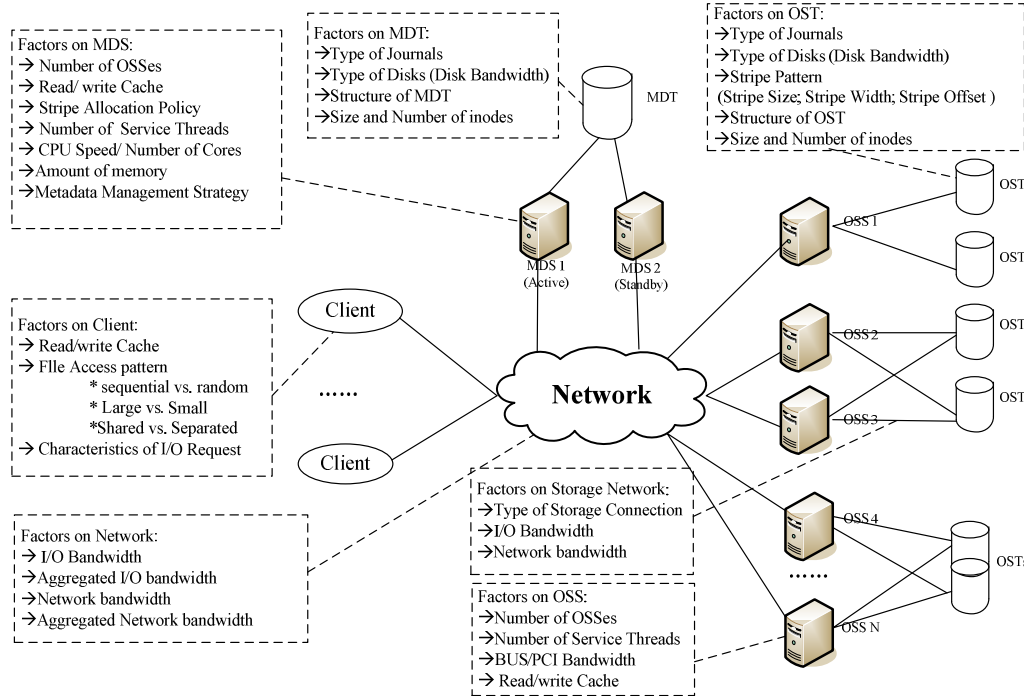 Factors on MDS:
→ Number of OSSes
→ Read/ write Cache
→ Stripe Allocation Policy
→ Number of Service Threads
→ CPU Speed/ Number of Cores
→Amount of memory
→Metadata Management Strategy
Factors on MDT:
→Type of Journals
→Type of Disks (Disk Bandwidth)
→Structure of MDT
→Size and Number of inodes
MDT
Factors on OST:
→Type of Journals
→Type of Disks (Disk Bandwidth)
→Stripe Pattern
(Stripe Size; Stripe Width; Stripe Offset )
→Structure of OST
→Size and Number of inodes
MDS 1
(Active)
MDS 2
(Standby)
OSS 1
OST
OST
Factors on Client:
→ Read/write Cache
→ FIle Access pattern
* sequential vs. random
* Large vs. Small
*Shared vs. Separated
→ Characteristics of I/O Request
Client
......
Client
Network
OSS 2
OST
OSS 3
OST
Factors on Network:
→ I/O Bandwidth
→Aggregated I/O bandwidth
→Network bandwidth
→Aggregated Network bandwidth
Factors on Storage Network:
→Type of Storage Connection
→I/O Bandwidth
→Network bandwidth
Factors on OSS:
→Number of OSSes
→Number of Service Threads
→BUS/PCI Bandwidth
→ Read/write Cache
OSS 4
......
OSS N
OSTs